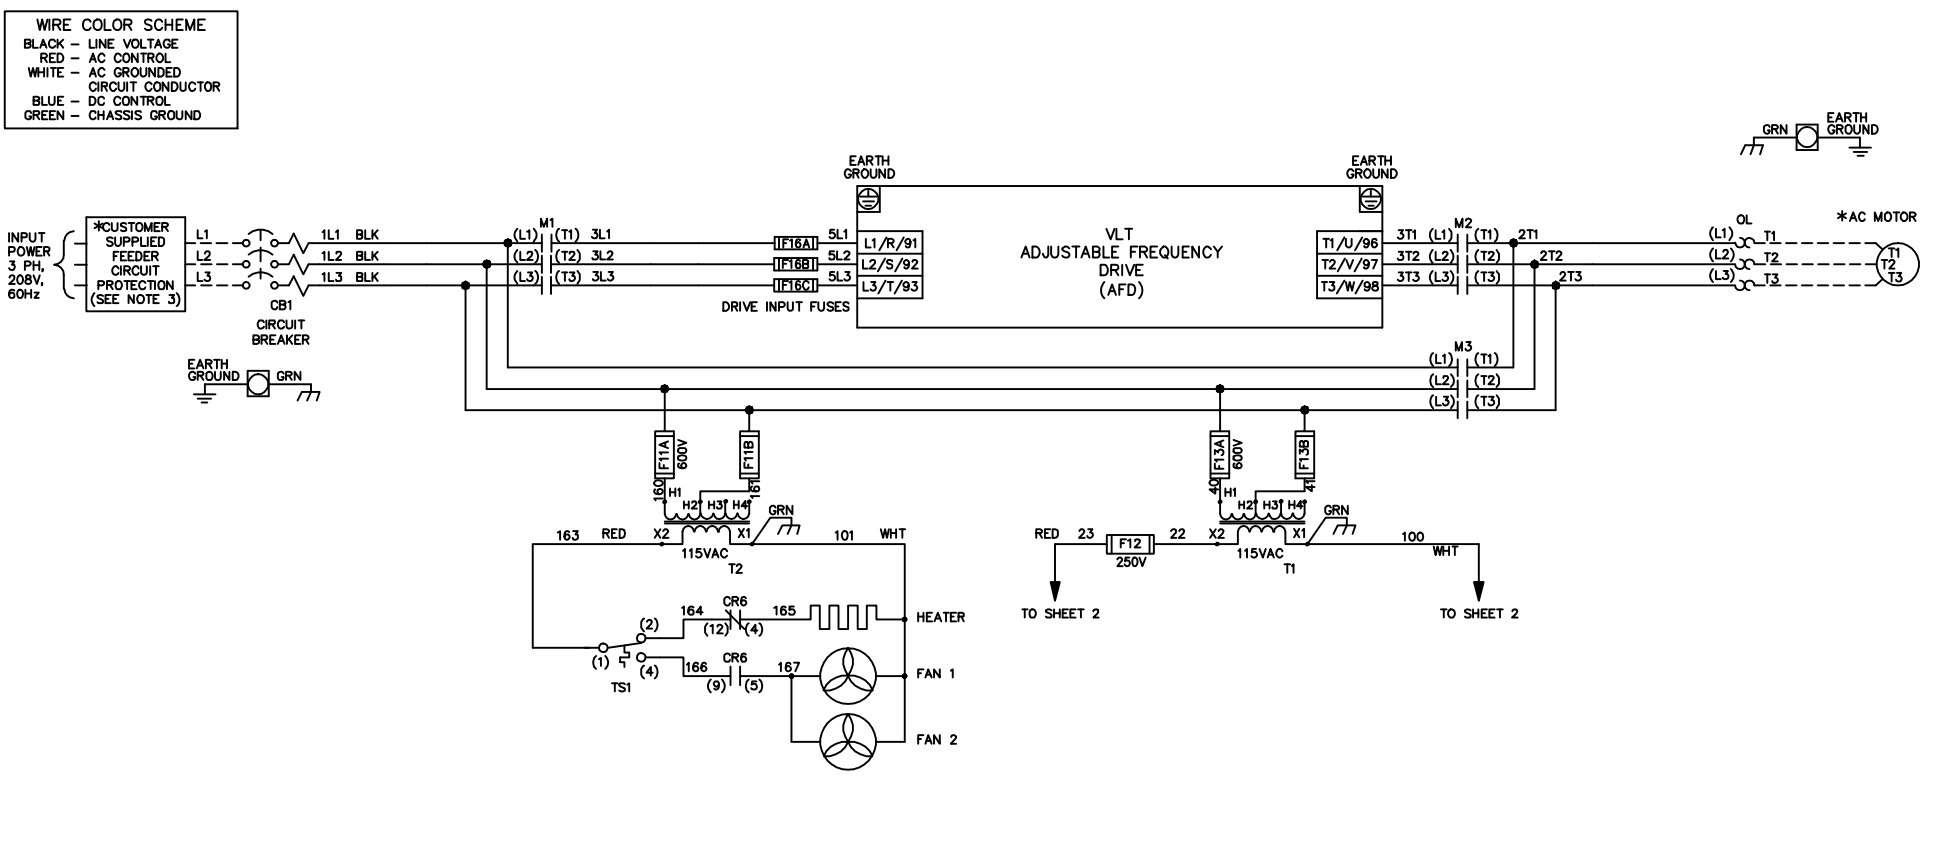 WIRE COLOR SCHEME
BLACK – LINE VOLTAGE
RED – AC CONTROL
WHITE – AC GROUNDED
CIRCUIT CONDUCTOR
BLUE – DC CONTROL
GREEN – CHASSIS GROUND
GRN
EARTH
GROUND
EARTH
GROUND
EARTH
GROUND
INPUT
POWER
3 PH,
208V,
60Hz
*CUSTOMER
SUPPLIED
FEEDER
CIRCUIT
PROTECTION
(SEE NOTE 3)
L1
L2
L3
CB1
CIRCUIT
BREAKER
1L1 BLK
1L2 BLK
1L3 BLK
M1
(L1) (T1) 3L1
(L2) (T2) 3L2
(L3) (T3) 3L3
F16A
F16B
F16C
5L1
5L2
5L3
DRIVE INPUT FUSES
L1/R/91
L2/S/92
L3/T/93
VLT
ADJUSTABLE FREQUENCY
DRIVE
(AFD)
T1/U/96
T2/V/97
T3/W/98
M2
3T1 (L1) (T1) 2T1
3T2 (L2) (T2) 2T2
3T3 (L3) (T3) 2T3
OL
(L1) T1
(L2) T2
(L3) T3
*AC MOTOR
T1
T2
T3
EARTH
GROUND
GRN
M3
(L1) (T1)
(L2) (T2)
(L3) (T3)
F11A
600V
F11B
160
161
H1
H2 H3 H4
GRN
163 RED X2 X1 101 WHT
115VAC
T2
F13A
600V
F13B
40
41
H1
H2 H3 H4
GRN
RED 23 F12 22 X2 X1 100
WHT
250V
115VAC
T1
TO SHEET 2
TO SHEET 2
164 CR6 165
(12) (4)
HEATER
(2)
(1)
(4)
TS1
166 CR6 167
(9) (5)
FAN 1
FAN 2